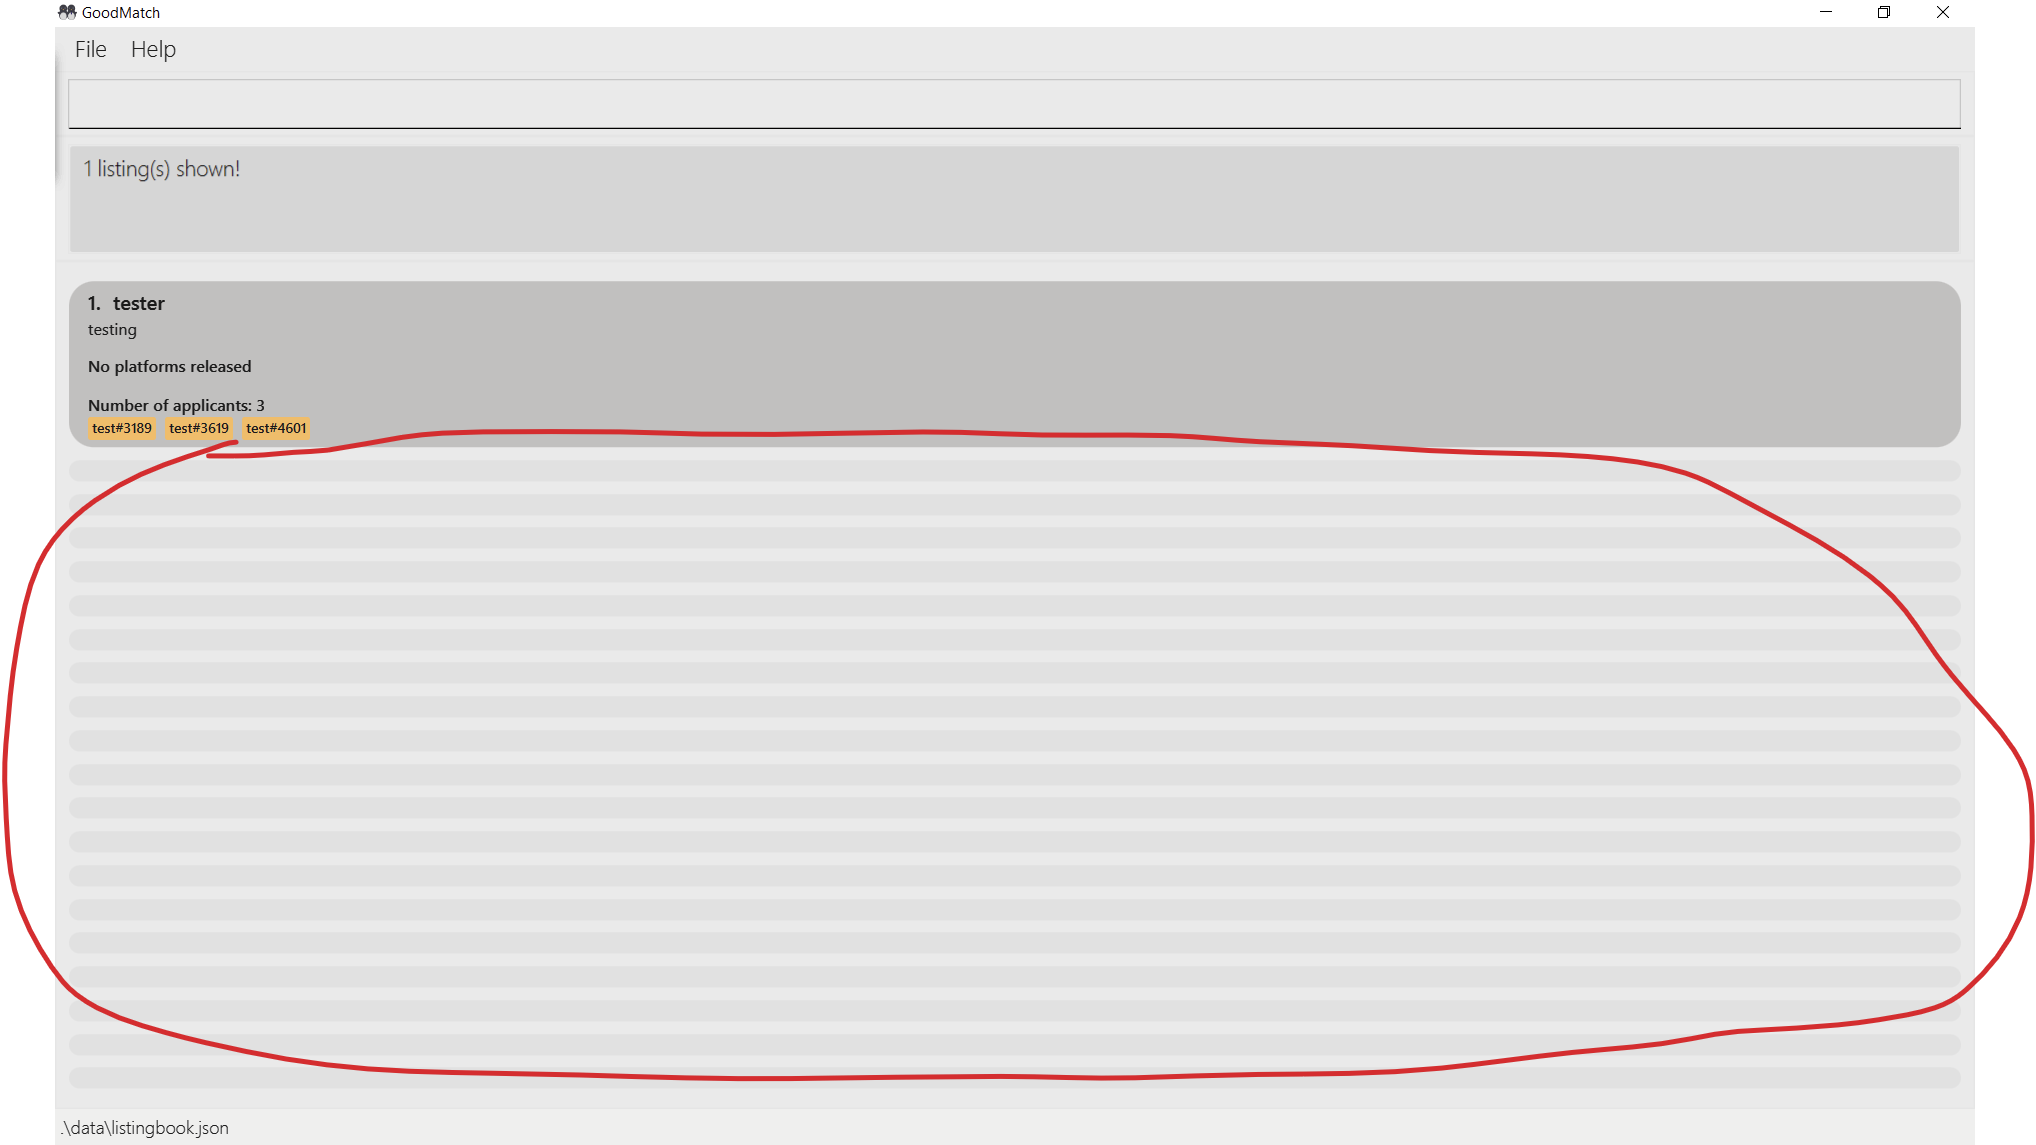 GoodMatch
File Help
1 listing(s) shown!
1. tester
testing
No platforms released
Number of applicants: 3
test#3189 test#3619 test#4601
.\data\listingbook.json